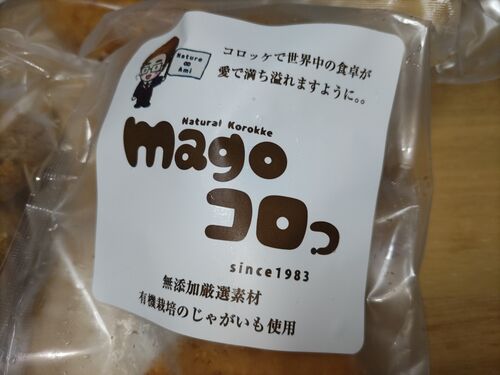 Nature
∞
Ami
コロッケで世界中の食卓が
愛で満ち溢れますように。。
Natural Korokke
mago
コロっ
since1983
無添加厳選素材
有機栽培のじゃがいも使用